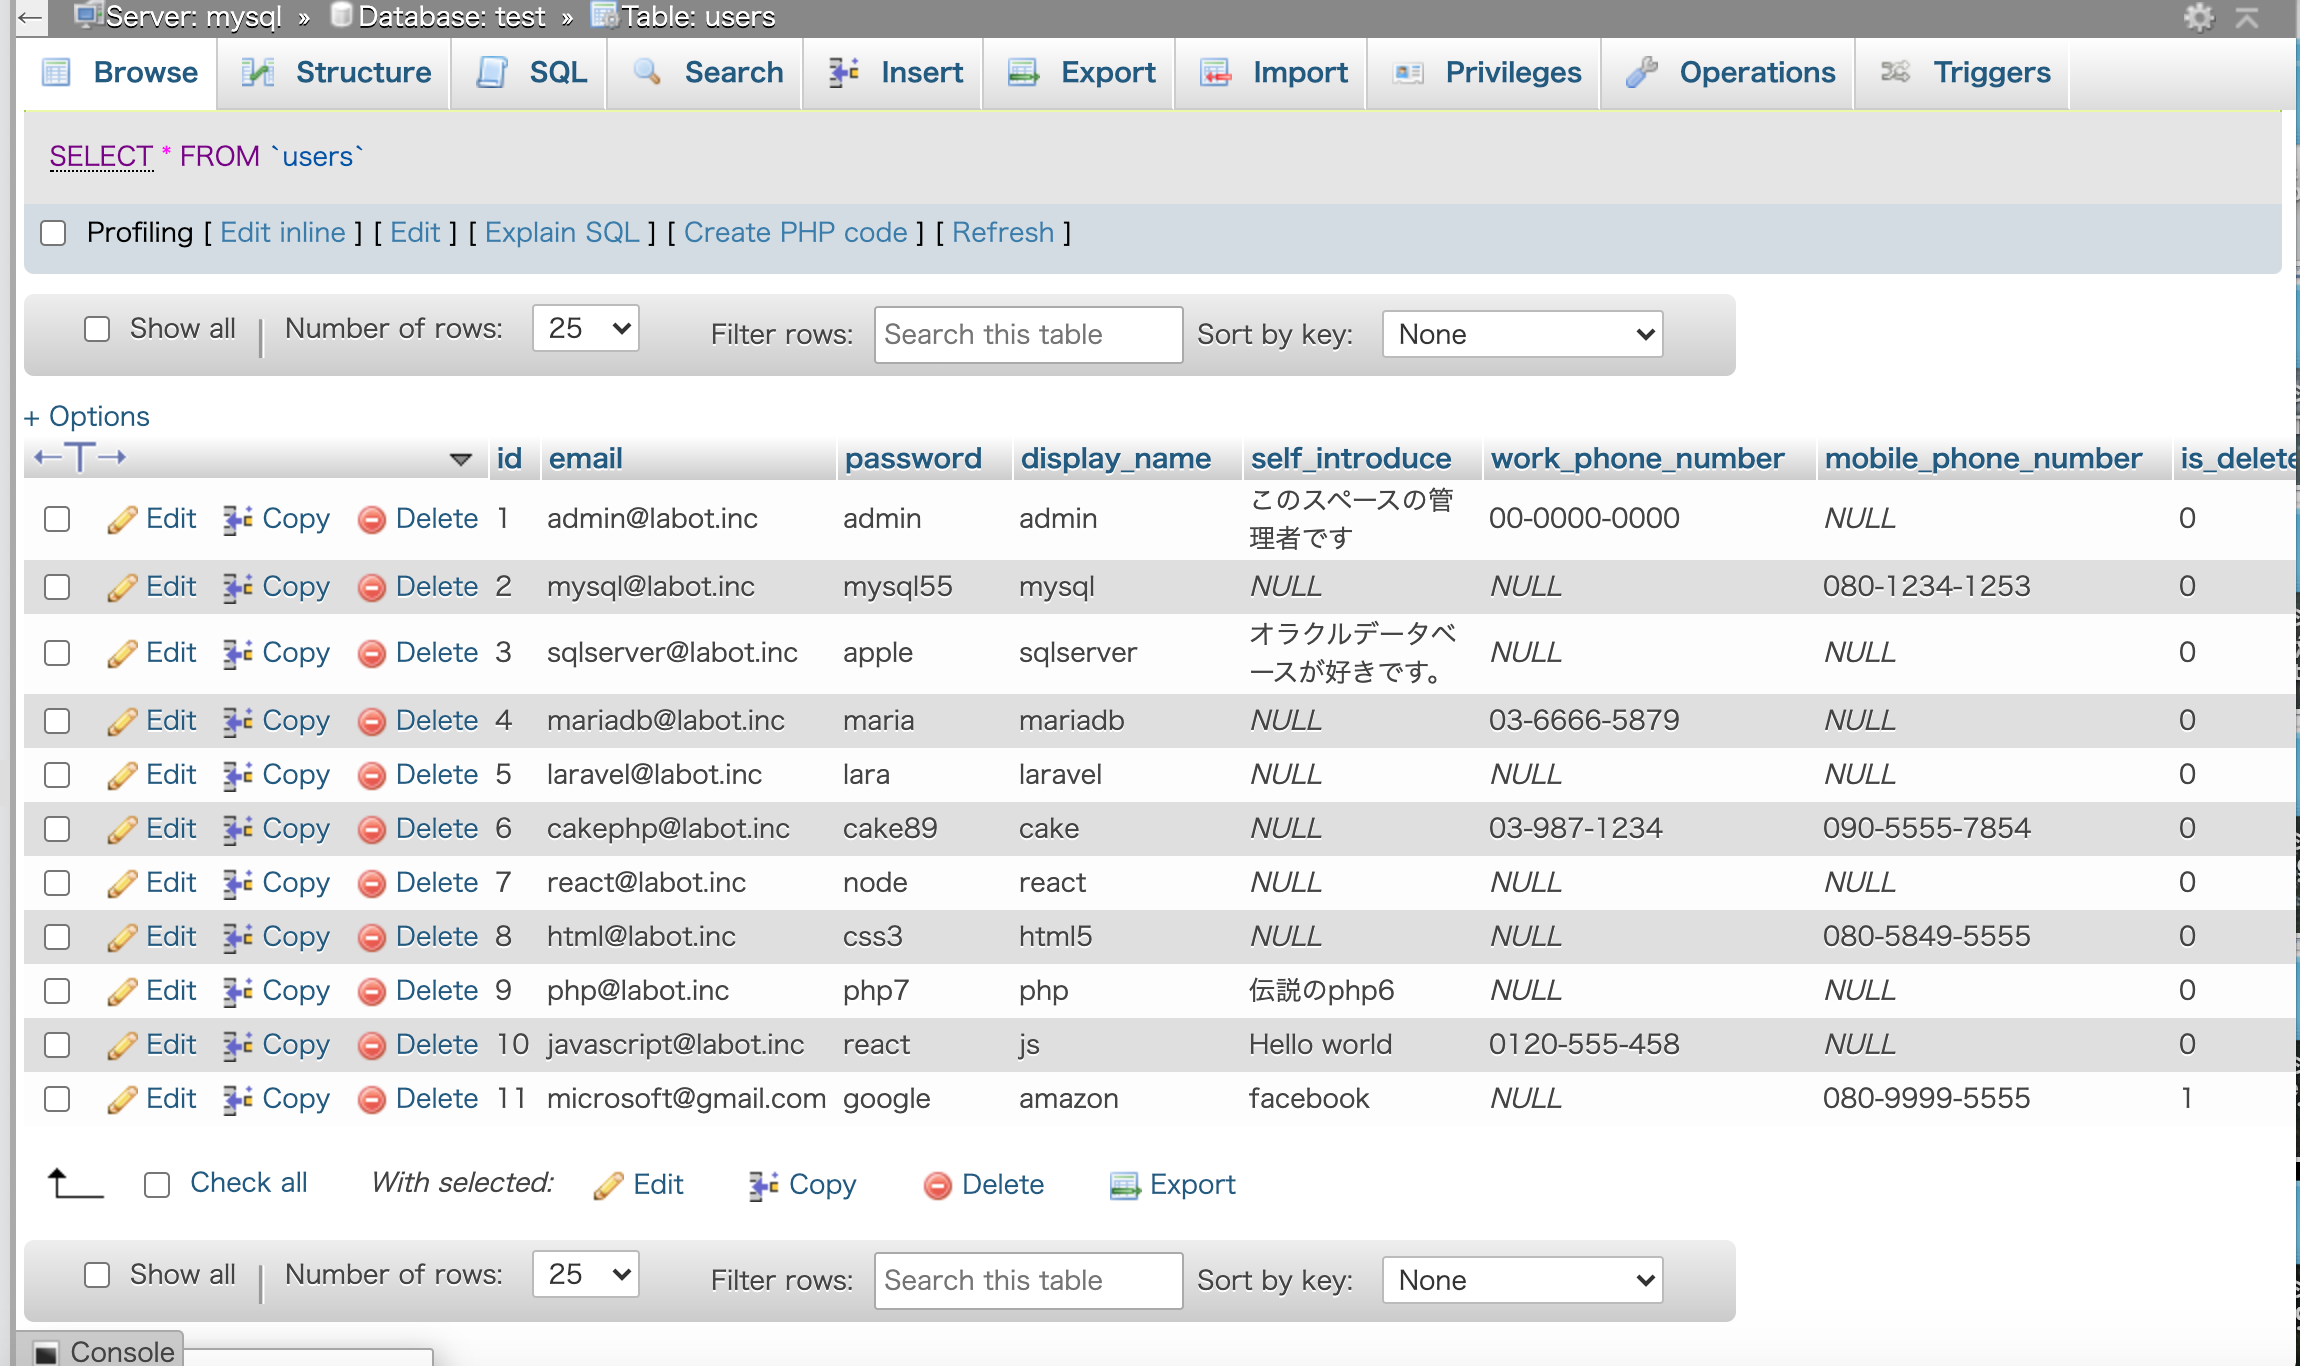 Server: mysql » Database: test » Table: users
Browse Structure SQL Search Insert Export Import Privileges Operations Triggers
SELECT * FROM `users`
Profiling [ Edit inline ] [ Edit ] [ Explain SQL ] [ Create PHP code ] [ Refresh ]
Show all Number of rows: 25 Filter rows: Search this table Sort by key: None
+ Options
←T→ id email password display_name self_introduce work_phone_number mobile_phone_number is_delete
Edit Copy Delete 1 admin@labot.inc admin admin このスペースの管 00-0000-0000 NULL 0
理者です
Edit Copy Delete 2 mysql@labot.inc mysql55 mysql NULL NULL 080-1234-1253 0
Edit Copy Delete 3 sqlserver@labot.inc apple sqlserver オラクルデータベ NULL NULL 0
ースが好きです。
Edit Copy Delete 4 mariadb@labot.inc maria mariadb NULL 03-6666-5879 NULL 0
Edit Copy Delete 5 laravel@labot.inc lara laravel NULL NULL NULL 0
Edit Copy Delete 6 cakephp@labot.inc cake89 cake NULL 03-987-1234 090-5555-7854 0
Edit Copy Delete 7 react@labot.inc node react NULL NULL NULL 0
Edit Copy Delete 8 html@labot.inc css3 html5 NULL NULL 080-5849-5555 0
Edit Copy Delete 9 php@labot.inc php7 php 伝説のphp6 NULL NULL 0
Edit Copy Delete 10 javascript@labot.inc react js Hello world 0120-555-458 NULL 0
Edit Copy Delete 11 microsoft@gmail.com google amazon facebook NULL 080-9999-5555 1
Check all With selected: Edit Copy Delete Export
Show all Number of rows: 25 Filter rows: Search this table Sort by key: None
Console